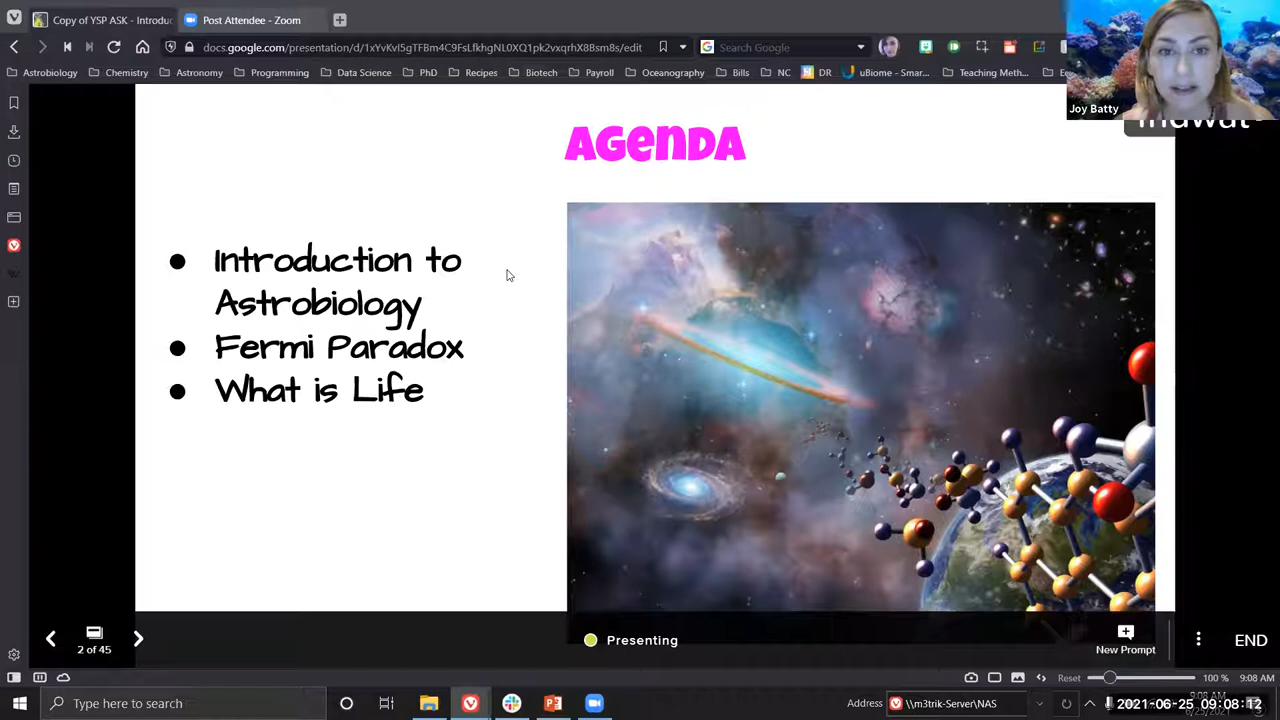 Copy of YSP ASK - Introduc
Post Attendee - Zoom
docs.google.com/presentation/d/1xYvKvl5gTFBm4C9FsLfkhgNL0XQ1pk2vxqrhX8Bsm8s/edit
Search Google
Astrobiology
Chemistry
Astronomy
Programming
Data Science
PhD
Recipes
Biotech
Payroll
Oceanography
Bills
NC
DR
uBiome - Smar...
Teaching Meth...
Joy Batty
Agenda
● Introduction to
Astrobiology
● Fermi Paradox
● What is Life
2 of 45
Presenting
New Prompt
END
Reset
100 %
9:08 AM
Type here to search
Address
\\m3trik-Server\NAS
2021-06-25 09:08:12